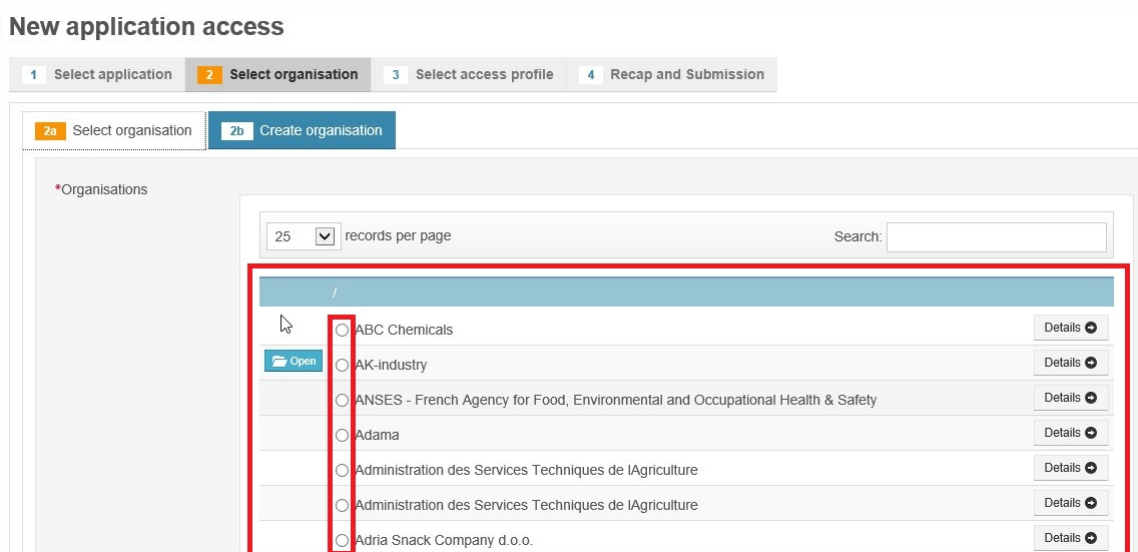 New application access
1 Select application 2 Select organisation 3 Select access profile 4 Recap and Submission
2a Select organisation 2b Create organisation
*Organisations
25 records per page Search:
/
ABC Chemicals Details
Open AK-industry Details
ANSES - French Agency for Food, Environmental and Occupational Health & Safety Details
Adama Details
Administration des Services Techniques de lAgriculture Details
Administration des Services Techniques de lAgriculture Details
Adria Snack Company d.o.o. Details